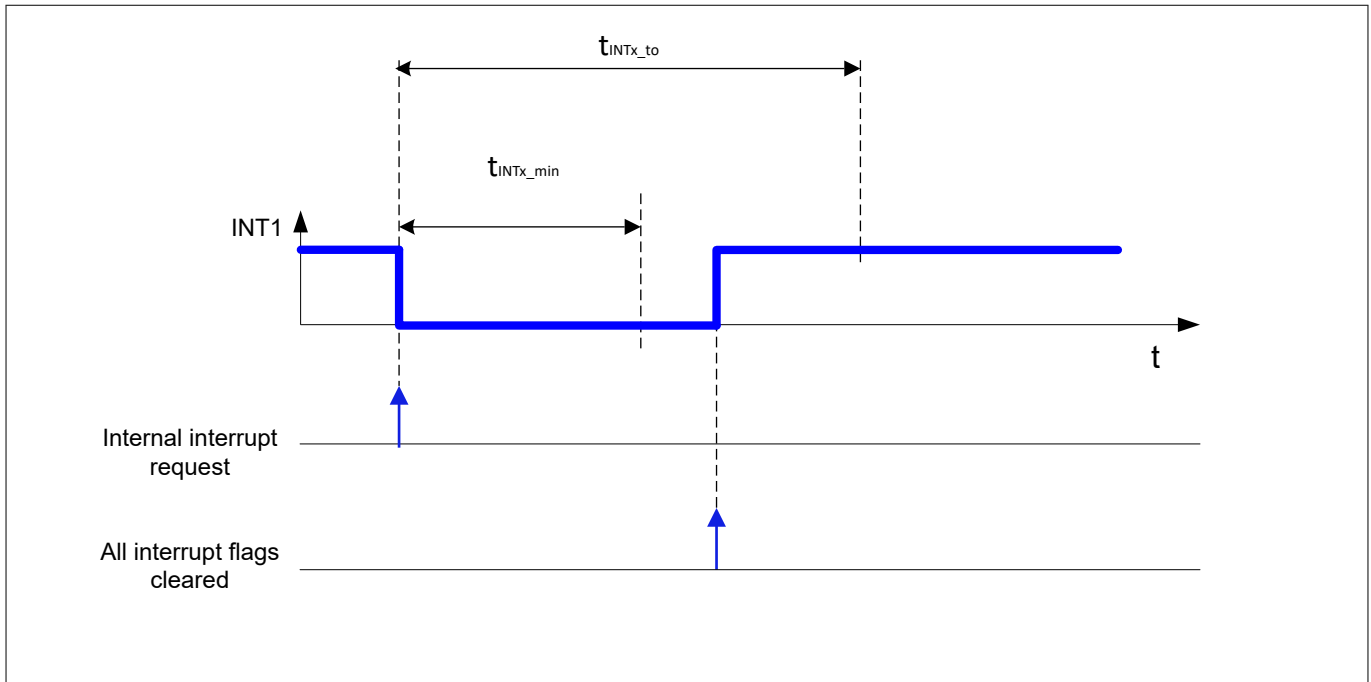 tINTx_to
tINTx_min
INT1
t
Internal interrupt
request
All interrupt flags
cleared